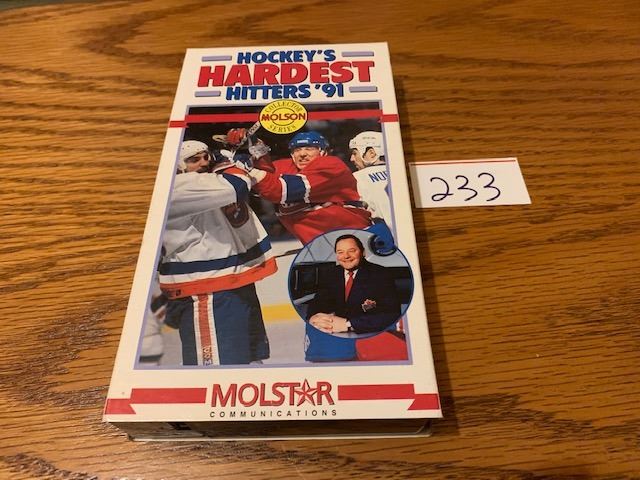 HOCKEY'S
HARDEST
HITTERS '91
COLLECTOR
MOLSON
SERIES
233
MOLSTAR
COMMUNICATIONS